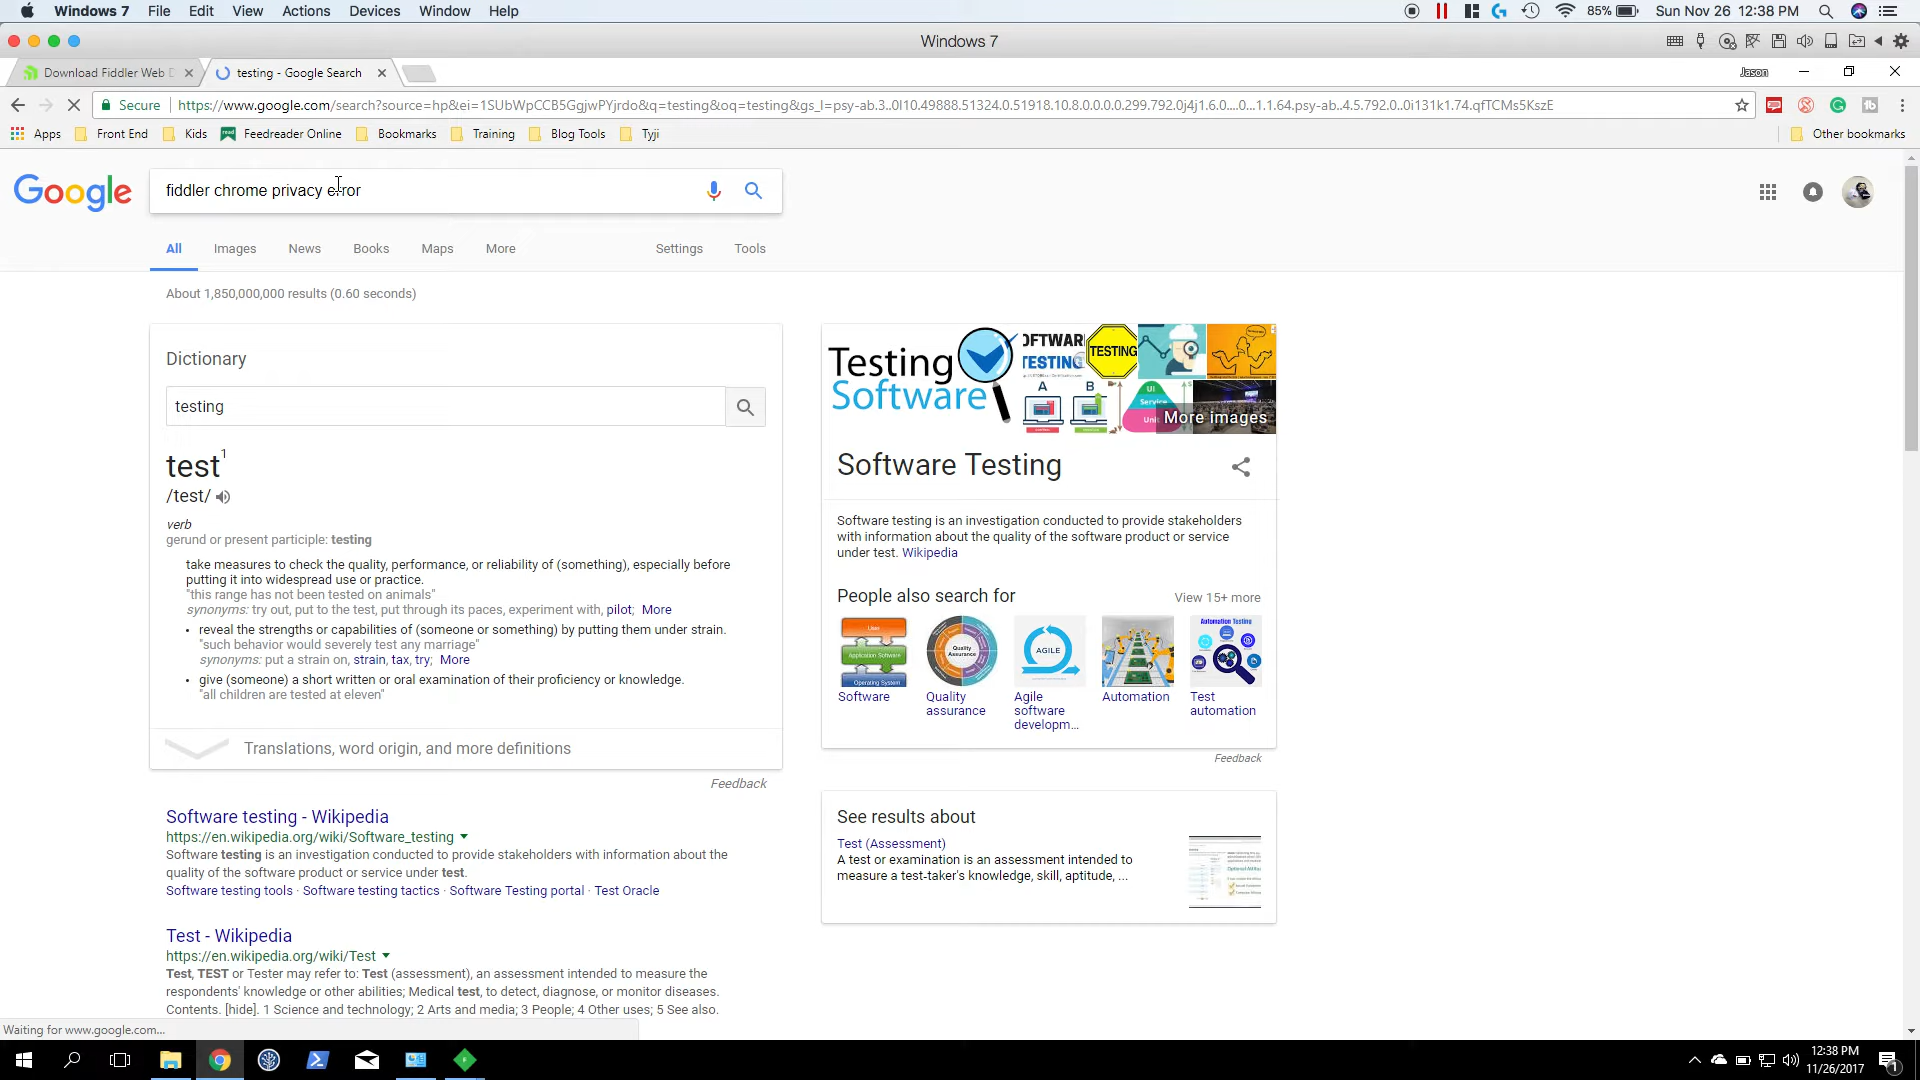 Windows 7 File Edit View Actions Devices Window Help 85% Sun Nov 26 12:38 PM
Windows 7
Download Fiddler Web D testing - Google Search Jason
Secure https://www.google.com/search?source=hp&ei=1SUbWpCCB5GgjwPYjrdo&q=testing&oq=testing&gs_l=psy-ab.3..0l10.49888.51324.0.51918.10.8.0.0.0.0.299.792.0j4j1.6.0....0...1.1.64.psy-ab..4.5.792.0..0i131k1.74.qfTCMs5KszE
Apps Front End Kids read Feedreader Online Bookmarks Training Blog Tools Tyji Other bookmarks
Google fiddler chrome privacy error
All Images News Books Maps More Settings Tools
About 1,850,000,000 results (0.60 seconds)
Dictionary
testing
test1
/test/
verb
gerund or present participle: testing
take measures to check the quality, performance, or reliability of (something), especially before
putting it into widespread use or practice.
"this range has not been tested on animals"
synonyms: try out, put to the test, put through its paces, experiment with, pilot; More
• reveal the strengths or capabilities of (someone or something) by putting them under strain.
"such behavior would severely test any marriage"
synonyms: put a strain on, strain, tax, try; More
• give (someone) a short written or oral examination of their proficiency or knowledge.
"all children are tested at eleven"
Translations, word origin, and more definitions
Feedback
Software testing - Wikipedia
https://en.wikipedia.org/wiki/Software_testing
Software testing is an investigation conducted to provide stakeholders with information about the
quality of the software product or service under test.
Software testing tools · Software testing tactics · Software Testing portal · Test Oracle
Test - Wikipedia
https://en.wikipedia.org/wiki/Test
Test, TEST or Tester may refer to: Test (assessment), an assessment intended to measure the
respondents' knowledge or other abilities; Medical test, to detect, diagnose, or monitor diseases.
Contents. [hide]. 1 Science and technology; 2 Arts and media; 3 People; 4 Other uses; 5 See also.
Testing
Software
OFTWAR
TESTING
TESTING
A B
UI
Service
Unit
More images
Software Testing
Software testing is an investigation conducted to provide stakeholders
with information about the quality of the software product or service
under test. Wikipedia
People also search for View 15+ more
User
Application Software
Operating System
Quality
Assurance
AGILE
Automation Testing
Software Quality Agile Automation Test
assurance software automation
developm...
Feedback
See results about
Test (Assessment)
A test or examination is an assessment intended to
measure a test-taker's knowledge, skill, aptitude, ...
Waiting for www.google.com...
12:38 PM
11/26/2017
1